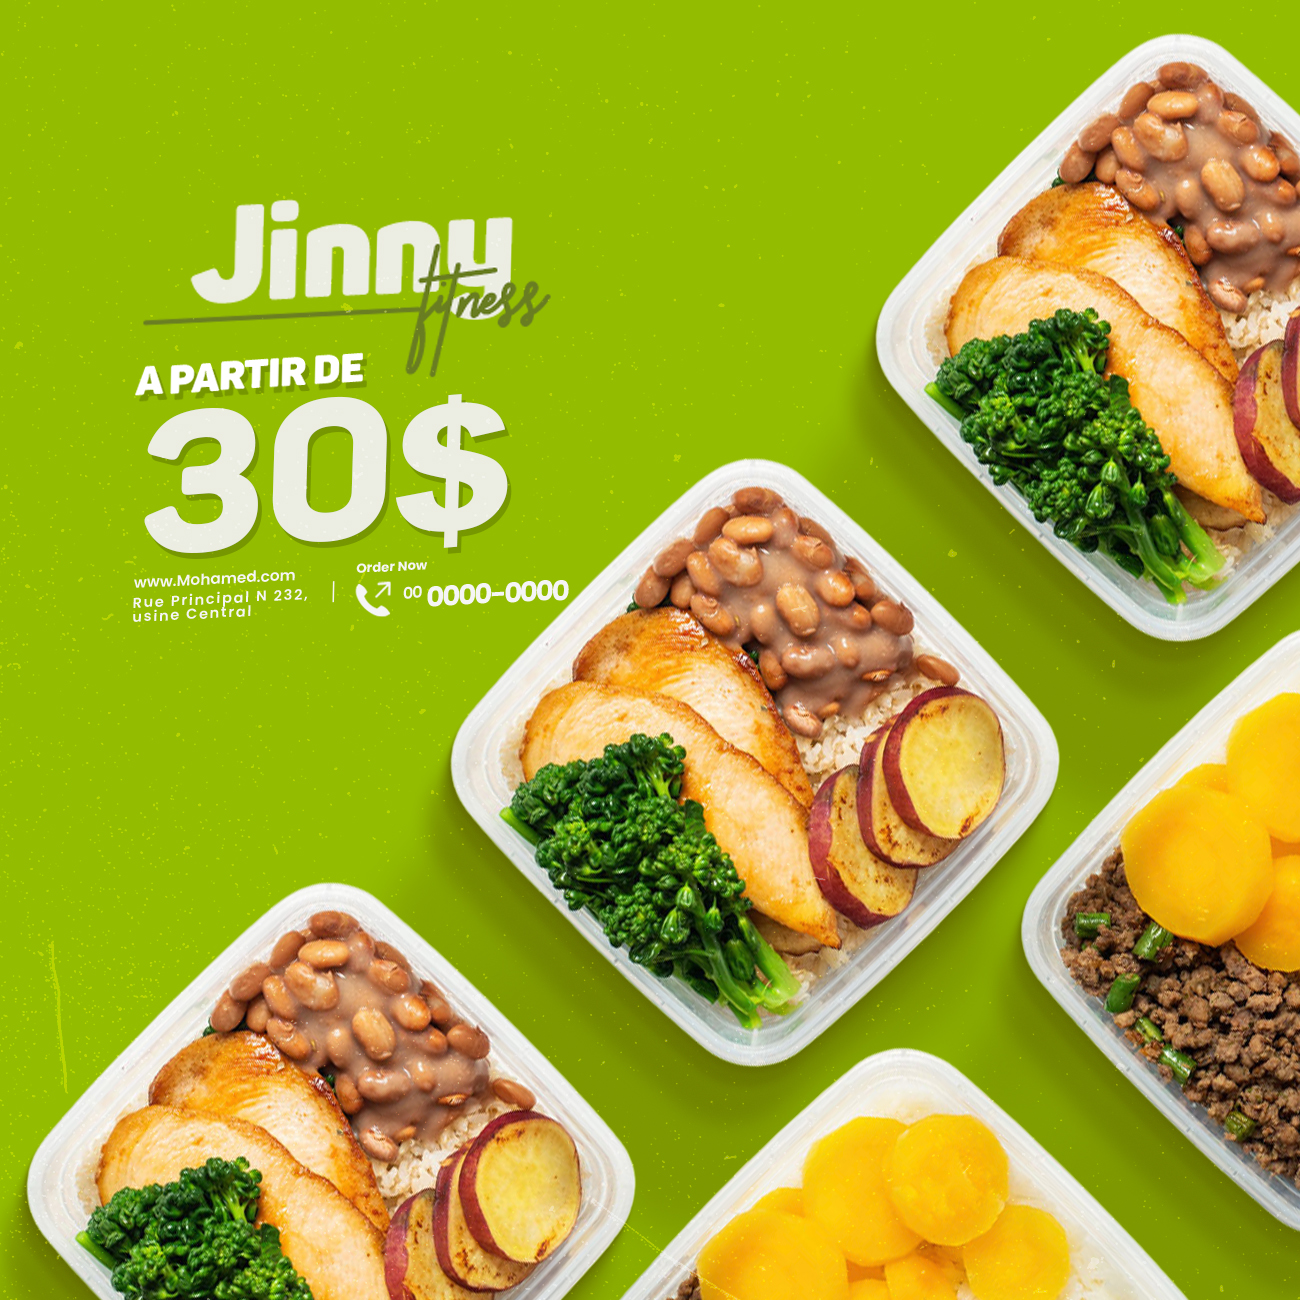 Jinny
fitness
A PARTIR DE
30$
www.Mohamed.com
Rue Principal N 232,
usine Central
Order Now
00 0000-0000